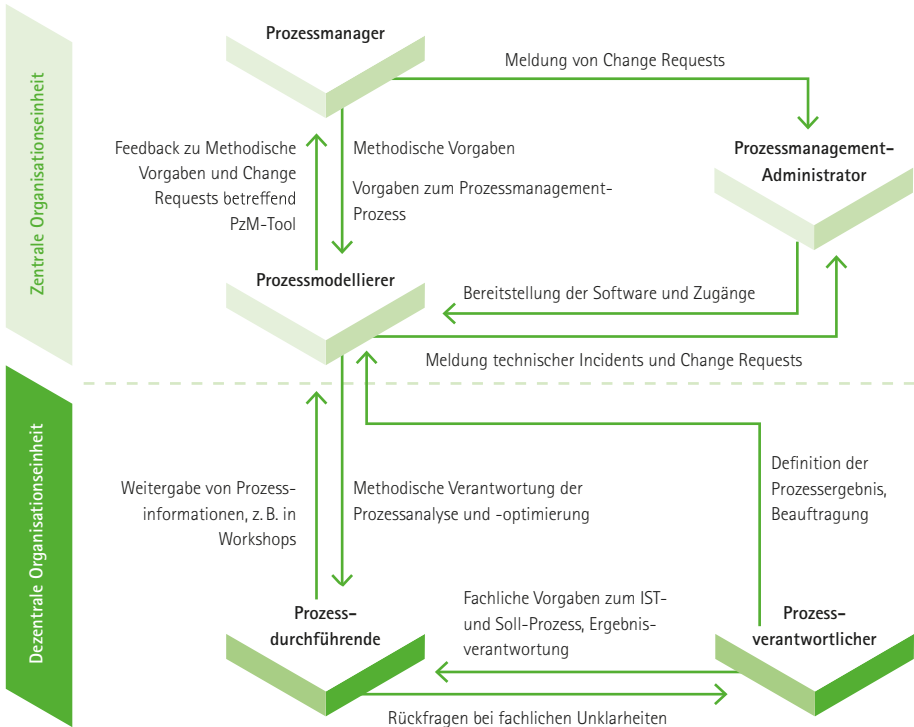 Zentrale Organisationseinheit
Prozessmanager
Meldung von Change Requests
Feedback zu Methodische
Vorgaben und Change
Requests betreffend
PzM-Tool
Methodische Vorgaben
Vorgaben zum Prozessmanagement-
Prozess
Prozessmanagement-
Administrator
Prozessmodellierer
Bereitstellung der Software und Zugänge
Meldung technischer Incidents und Change Requests
Dezentrale Organisationseinheit
Weitergabe von Prozess-
informationen, z. B. in
Workshops
Methodische Verantwortung der
Prozessanalyse und -optimierung
Definition der
Prozessergebnis,
Beauftragung
Prozess-
durchführende
Fachliche Vorgaben zum IST-
und Soll-Prozess, Ergebnis-
verantwortung
Prozess-
verantwortlicher
Rückfragen bei fachlichen Unklarheiten